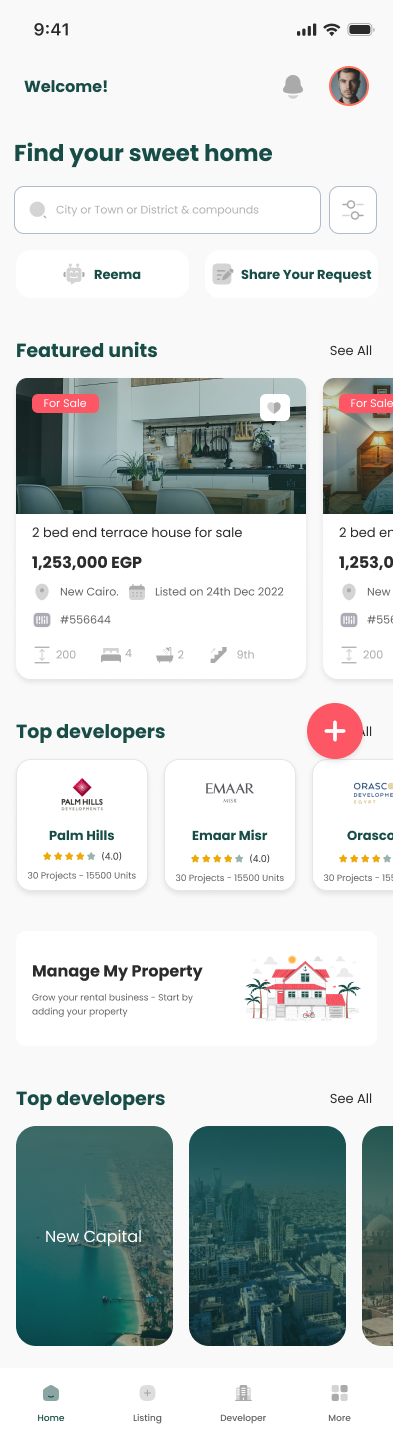 9:41
Welcome!
Find your sweet home
City or Town or District & compounds
Reema
Share Your Request
Featured units
See All
For Sale
For Sale
2 bed end terrace house for sale
2 bed en
1,253,000 EGP
1,253,0
New Cairo.
Listed on 24th Dec 2022
New
#556644
#556
200
4
2
9th
200
Top developers
All
PALM HILLS
DEVELOPMENTS
EMAAR
MISR
ORASC
DEVELOPME
EGYPT
Palm Hills
Emaar Misr
Orasco
(4.0)
(4.0)
30 Projects - 15500 Units
30 Projects - 15500 Units
30 Projects - 155
Manage My Property
Grow your rental business - Start by
adding your property
Top developers
See All
New Capital
Home
Listing
Developer
More